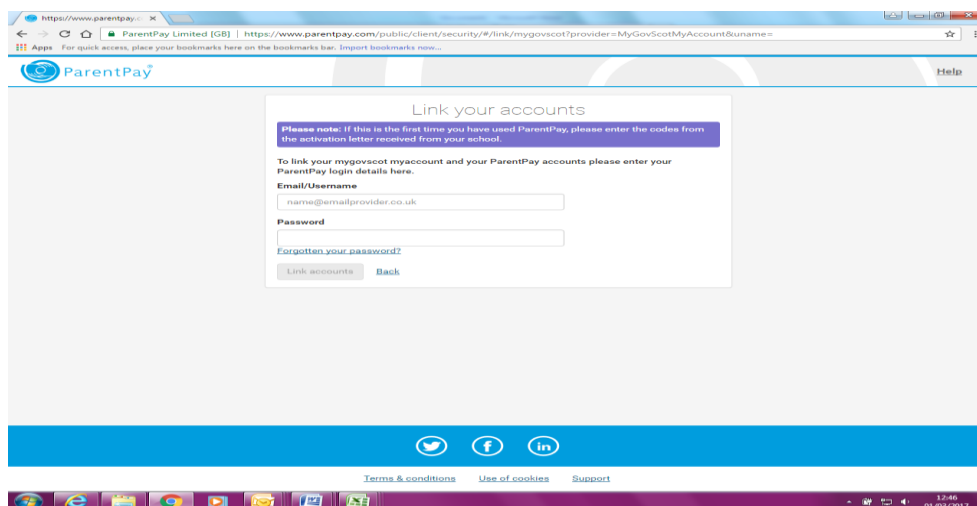 https://www.parentpay.c
ParentPay Limited [GB] | https://www.parentpay.com/public/client/security/#/link/mygovscot?provider=MyGovScotMyAccount&uname=
Apps For quick access, place your bookmarks here on the bookmarks bar. Import bookmarks now...
ParentPay
Help
Link your accounts
Please note: If this is the first time you have used ParentPay, please enter the codes from
the activation letter received from your school.
To link your mygovscot myaccount and your ParentPay accounts please enter your
ParentPay login details here.
Email/Username
name@emailprovider.co.uk
Password
Forgotten your password?
Link accounts Back
Terms & conditions Use of cookies Support
12:46
01/03/2017